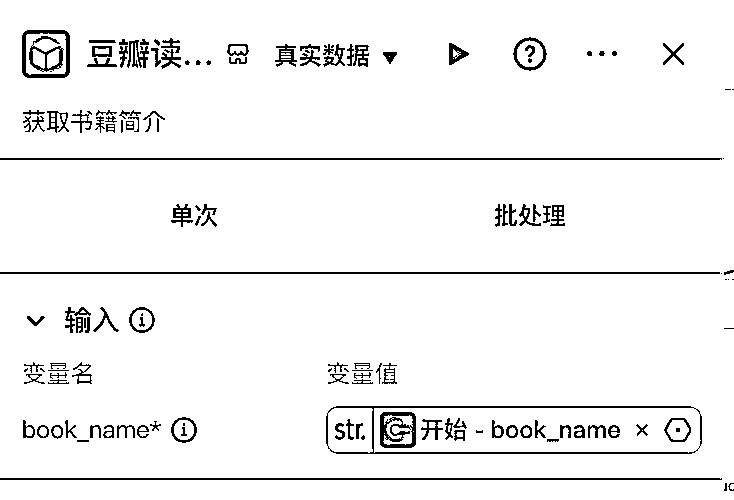 豆瓣读... 真实数据
获取书籍简介
单次 批处理
输入
变量名 变量值
book_name* str. 开始 - book_name